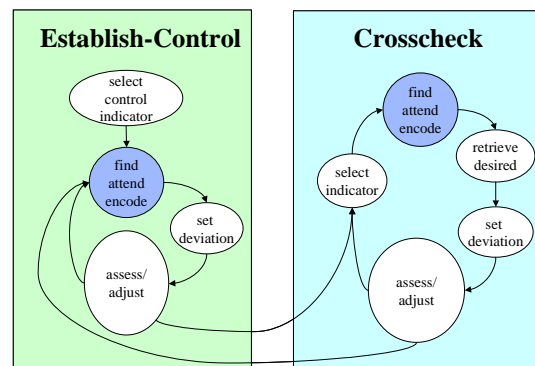 Establish-Control
select
control
indicator
find
attend
encode
set
deviation
assess/
adjust
Crosscheck
find
attend
encode
retrieve
desired
select
indicator
set
deviation
assess/
adjust